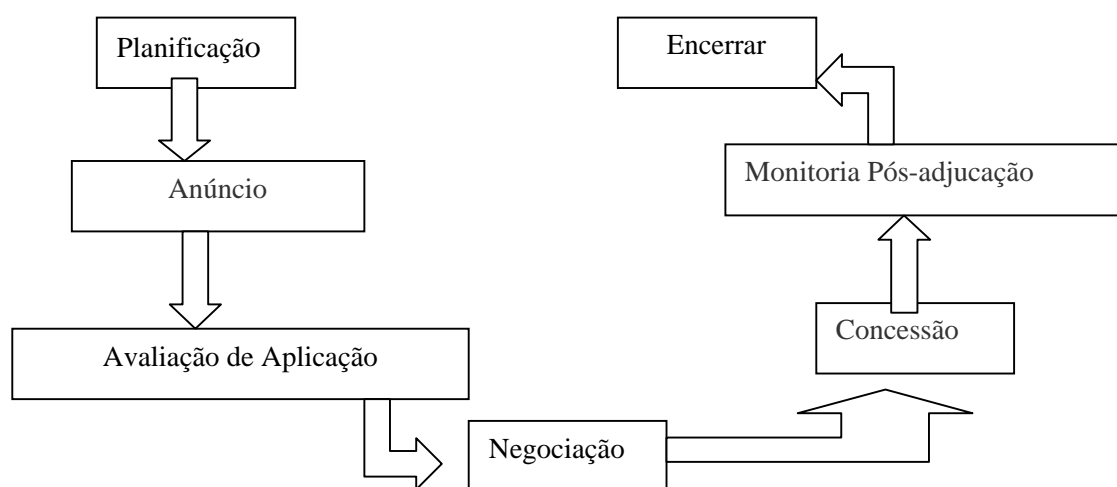 Planificação
Anúncio
Avaliação de Aplicação
Negociação
Concessão
Monitoria Pós-adjucação
Encerrar